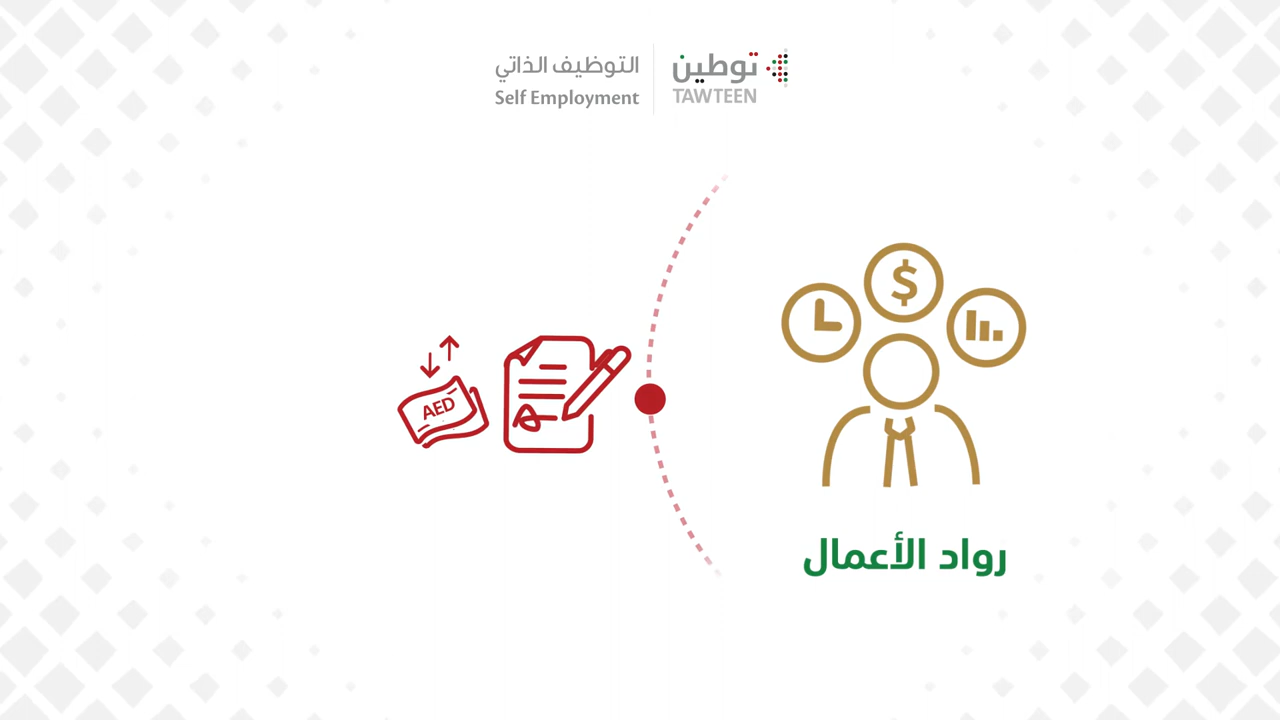 توطين
TAWTEEN
التوظيف الذاتي
Self Employment
$
AED
رواد الأعمال